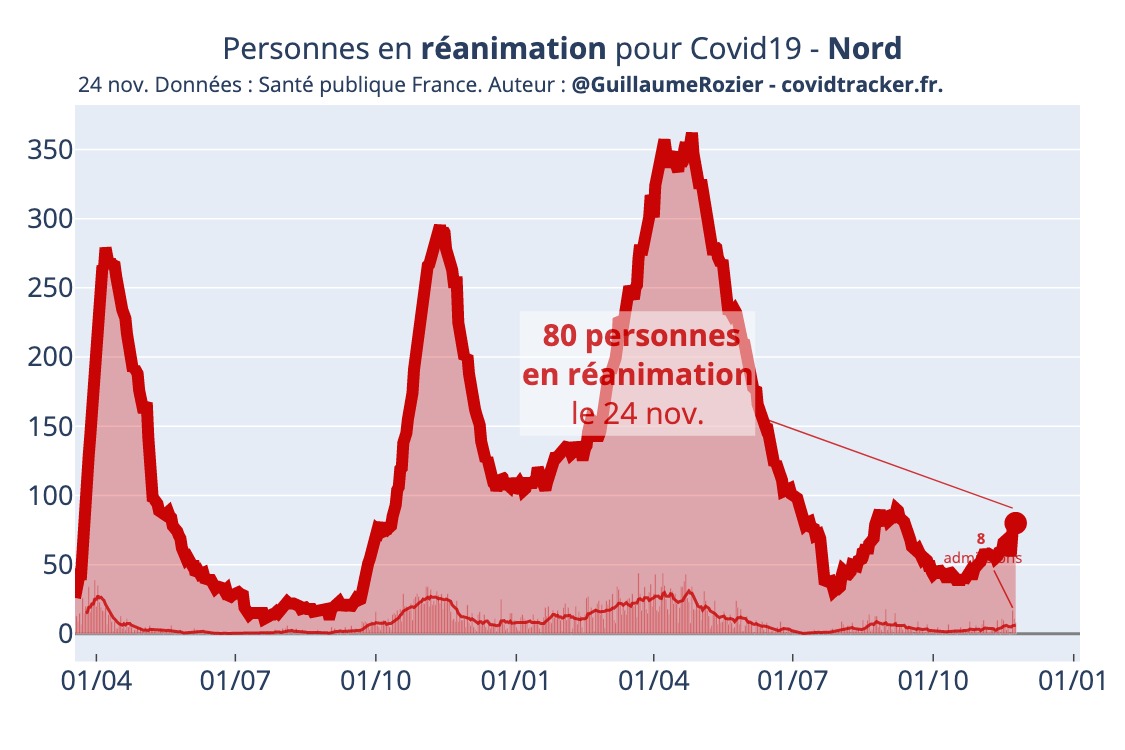 Personnes en réanimation pour Covid19 - Nord
24 nov. Données : Santé publique France. Auteur : @GuillaumeRozier - covidtracker.fr.
350
300
250
200
150
100
50
0
80 personnes
en réanimation
le 24 nov.
8
01/04 01/07 01/10 01/01 01/04 01/07 01/10 01/01